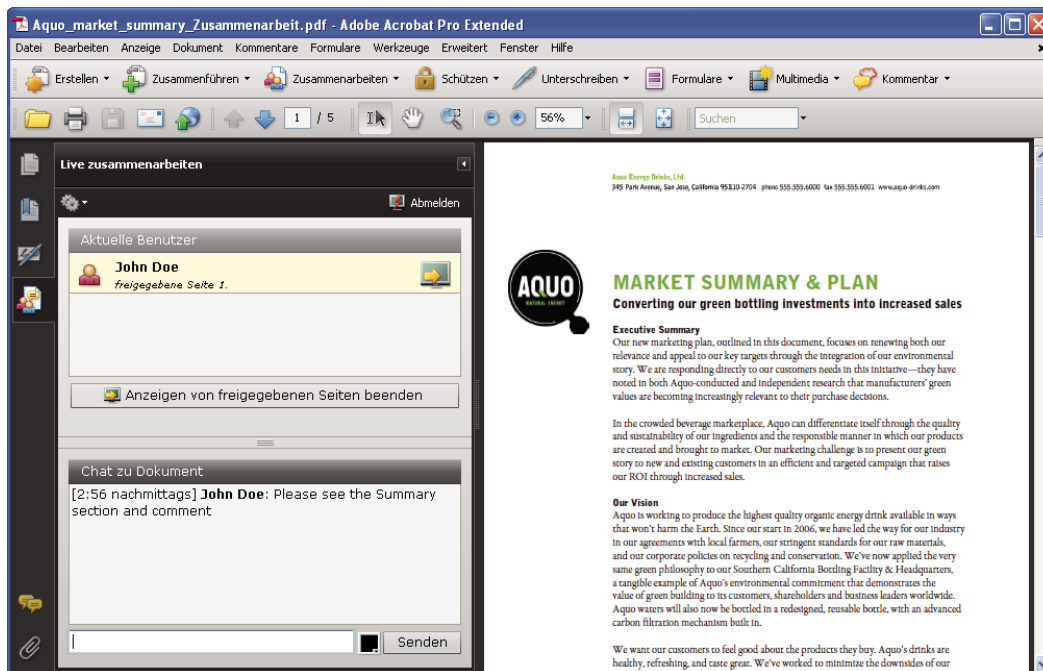 Aquo_market_summary_Zusammenarbeit.pdf - Adobe Acrobat Pro Extended
Datei Bearbeiten Anzeige Dokument Kommentare Formulare Werkzeuge Erweitert Fenster Hilfe
Erstellen Zusammenführen Zusammenarbeiten Schützen Unterschreiben Formulare Multimedia Kommentar
1 / 5 56% Suchen
Live zusammenarbeiten
Abmelden
Aktuelle Benutzer
John Doe
freigegebene Seite 1.
Anzeigen von freigegebenen Seiten beenden
Chat zu Dokument
[2:56 nachmittags] John Doe: Please see the Summary
section and comment
Senden
Aquo Energy Drinks, Ltd.
345 Park Avenue, San Jose, California 95110-2704 phone 555.555.6000 fax 555.555.6001 www.aquo-drinks.com
AQUO
NATURAL ENERGY
MARKET SUMMARY & PLAN
Converting our green bottling investments into increased sales
Executive Summary
Our new marketing plan, outlined in this document, focuses on renewing both our
relevance and appeal to our key targets through the integration of our environmental
story. We are responding directly to our customers needs in this initiative—they have
noted in both Aquo-conducted and independent research that manufacturers' green
values are becoming increasingly relevant to their purchase decisions.
In the crowded beverage marketplace, Aquo can differentiate itself through the quality
and sustainability of our ingredients and the responsible manner in which our products
are created and brought to market. Our marketing challenge is to present our green
story to new and existing customers in an efficient and targeted campaign that raises
our ROI through increased sales.
Our Vision
Aquo is working to produce the highest quality organic energy drink available in ways
that won't harm the Earth. Since our start in 2006, we have led the way for our industry
in our agreements with local farmers, our stringent standards for our raw materials,
and our corporate policies on recycling and conservation. We've now applied the very
same green philosophy to our Southern California Bottling Facility & Headquarters,
a tangible example of Aquo's environmental commitment that demonstrates the
value of green building to its customers, shareholders and business leaders worldwide.
Aquo waters will also now be bottled in a redesigned, reusable bottle, with an advanced
carbon filtration mechanism built in.
We want our customers to feel good about the products they buy. Aquo's drinks are
healthy, refreshing, and taste great. We've worked to minimize the downsides of our